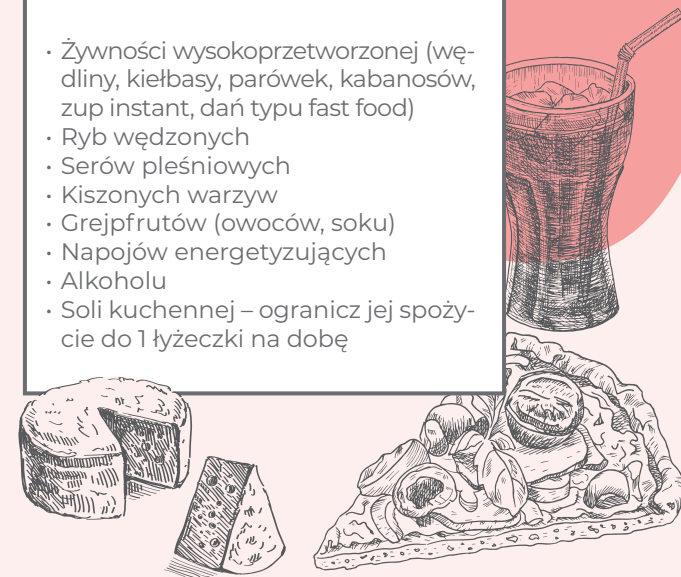 · Żywności wysokoprzetworzonej (wę-
dliny, kiełbasy, parówek, kabanosów,
zup instant, dań typu fast food)
· Ryb wędzonych
· Serów pleśniowych
· Kiszonych warzyw
· Grejpfrutów (owoców, soku)
· Napojów energetyzujących
· Alkoholu
· Soli kuchennej – ogranicz jej spoży-
cie do 1 łyżeczki na dobę